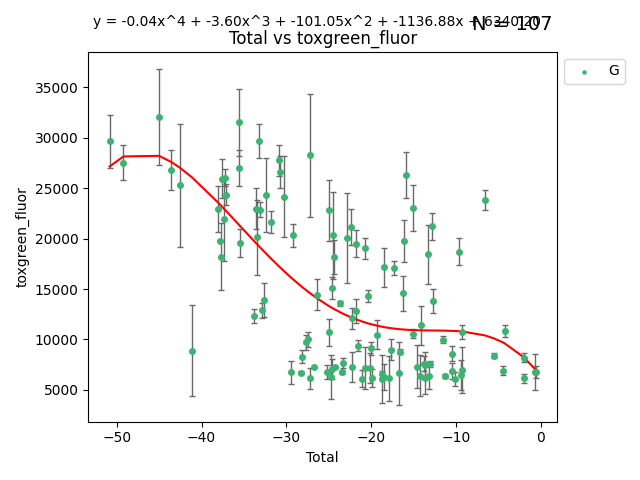 y = -0.04x^4 + -3.60x^3 + -101.05x^2 + -1136.88x + 6340.20
N = 107
Total vs toxgreen_fluor
G
35000
30000
25000
20000
15000
10000
5000
toxgreen_fluor
−50 −40 −30 −20 −10 0
Total